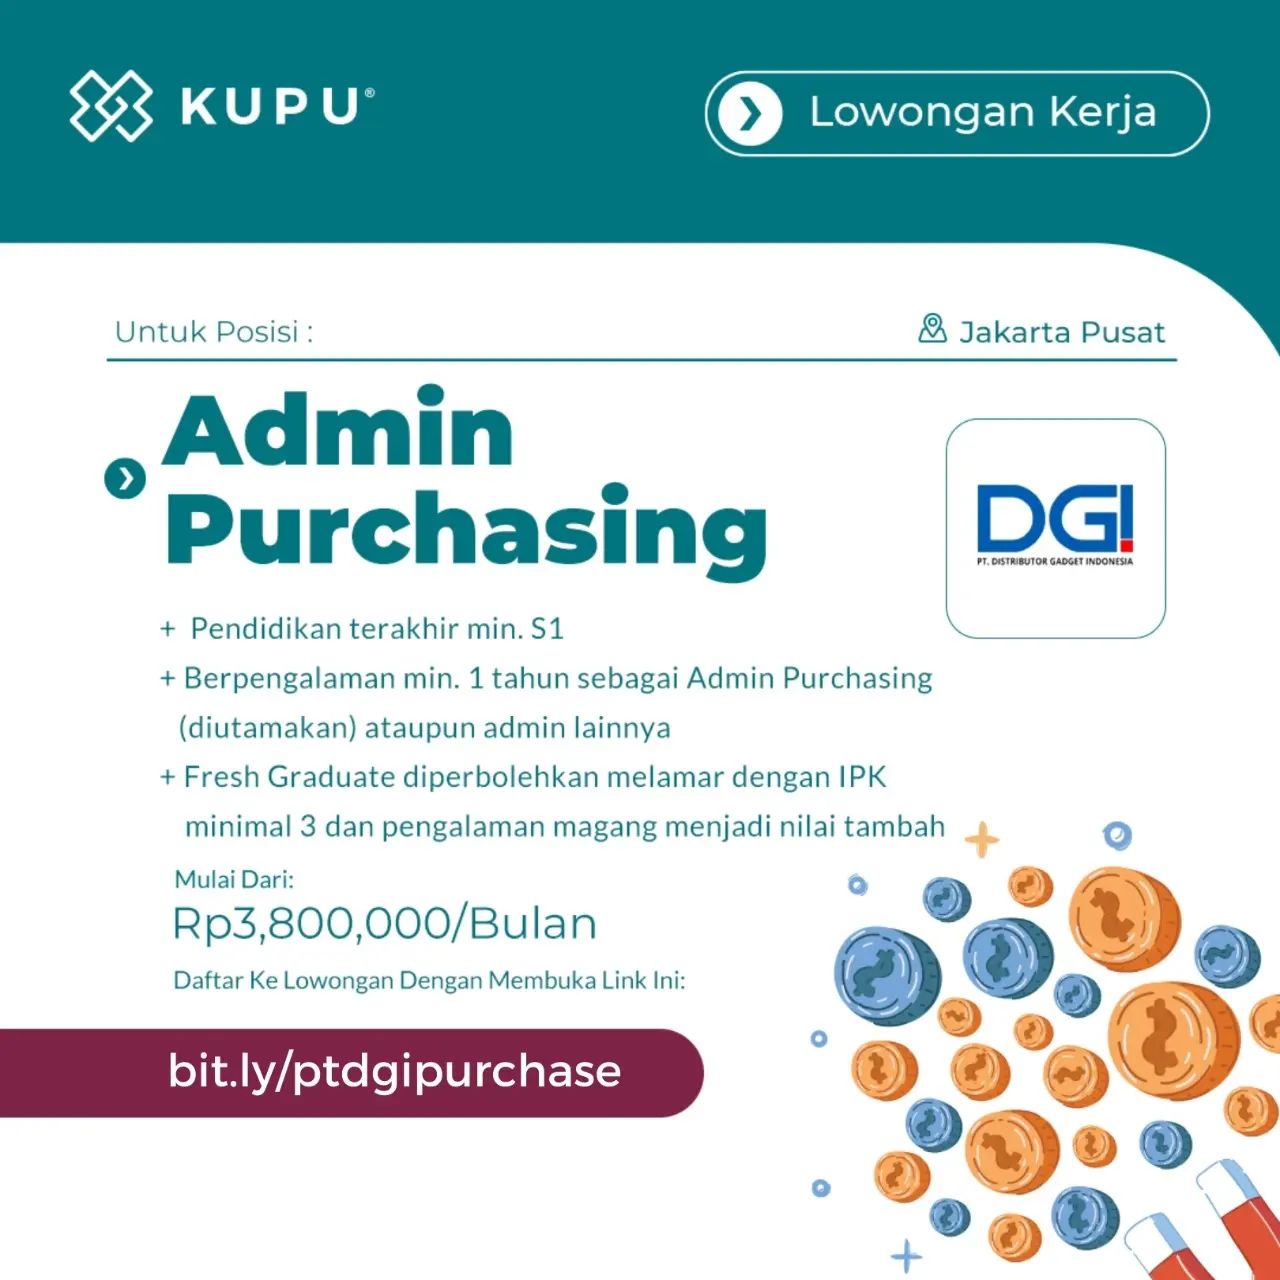 KUPU®
Lowongan Kerja
Untuk Posisi :
Jakarta Pusat
Admin
Purchasing
DGI
PT. DISTRIBUTOR GADGET INDONESIA
+ Pendidikan terakhir min. S1
+ Berpengalaman min. 1 tahun sebagai Admin Purchasing
(diutamakan) ataupun admin lainnya
+ Fresh Graduate diperbolehkan melamar dengan IPK
minimal 3 dan pengalaman magang menjadi nilai tambah
Mulai Dari:
Rp3,800,000/Bulan
Daftar Ke Lowongan Dengan Membuka Link Ini:
bit.ly/ptdgipurchase